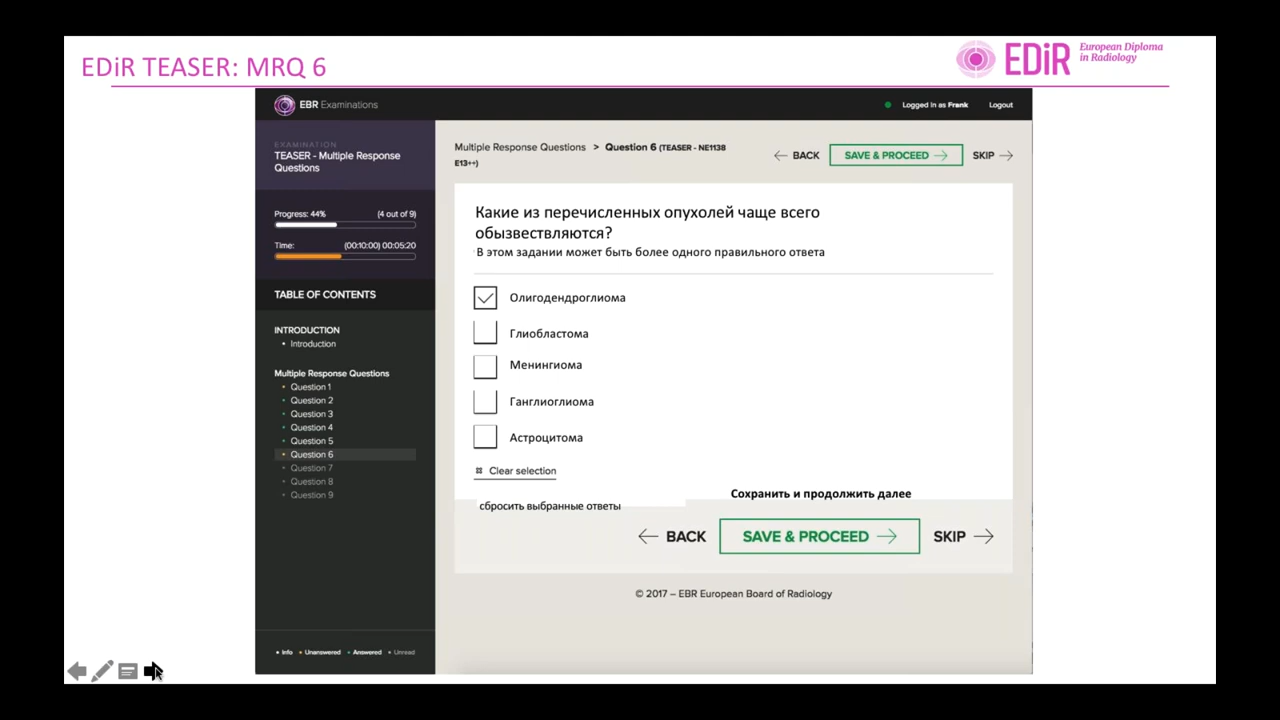 EDiR TEASER: MRQ 6
EDiR European Diploma
in Radiology
EBR Examinations
Logged in as Frank
Logout
EXAMINATION
TEASER - Multiple Response
Questions
Progress: 44% (4 out of 9)
Time: (00:10:00) 00:05:20
TABLE OF CONTENTS
INTRODUCTION
• Introduction
Multiple Response Questions
• Question 1
• Question 2
• Question 3
• Question 4
• Question 5
• Question 6
• Question 7
• Question 8
• Question 9
• Info • Unanswered • Answered • Unread
Multiple Response Questions > Question 6 (TEASER - NE1138
E13++)
← BACK SAVE & PROCEED → SKIP →
Какие из перечисленных опухолей чаще всего
обызвествляются?
В этом задании может быть более одного правильного ответа
Олигодендроглиома
Глиобластома
Менингиома
Ганглиоглиома
Астроцитома
Clear selection
сбросить выбранные ответы
Сохранить и продолжить далее
← BACK SAVE & PROCEED → SKIP →
© 2017 – EBR European Board of Radiology